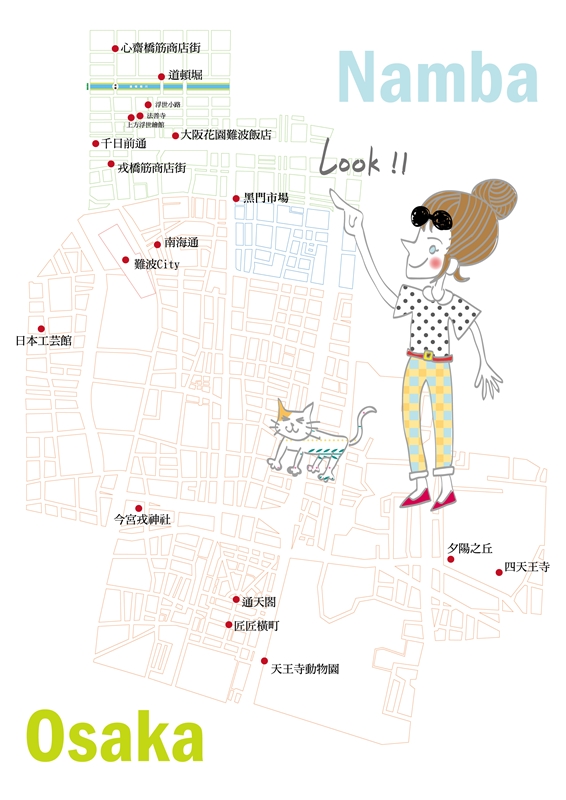 心齋橋筋商店街
Namba
道頓堀
浮世小路
法善寺
上方浮世繪館
大阪花園難波飯店
千日前通
Look!!
戎橋筋商店街
黑門市場
南海通
難波City
日本工芸館
今宮戎神社
夕陽之丘
四天王寺
通天閣
匠匠橫町
天王寺動物園
Osaka